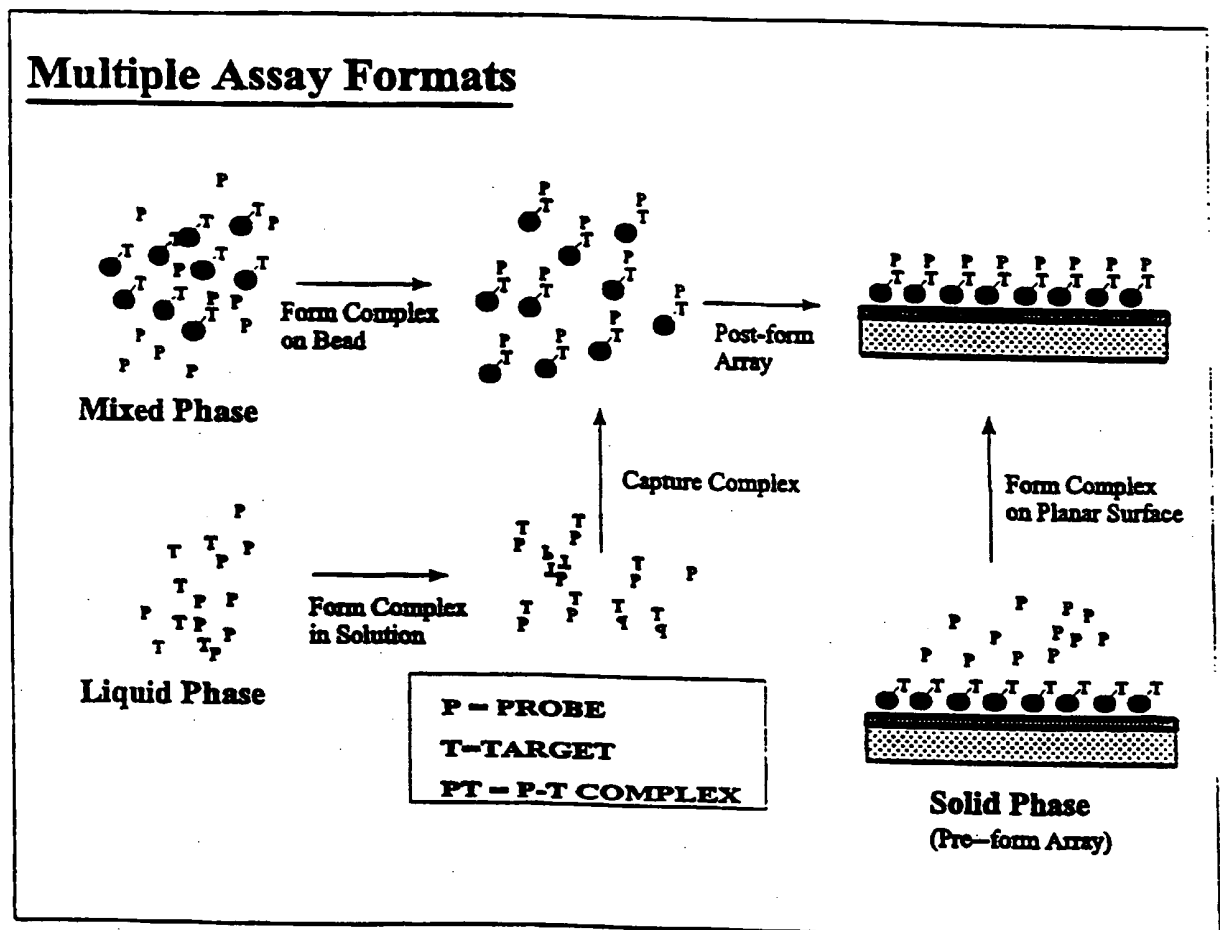 Multiple Assay Formats
Form Complex
on Bead
Post-form
Array
Mixed Phase
Capture Complex
Form Complex
on Planar Surface
Form Complex
in Solution
Liquid Phase
P = PROBE
T=TARGET
PT = P-T COMPLEX
Solid Phase
(Pre-form Array)